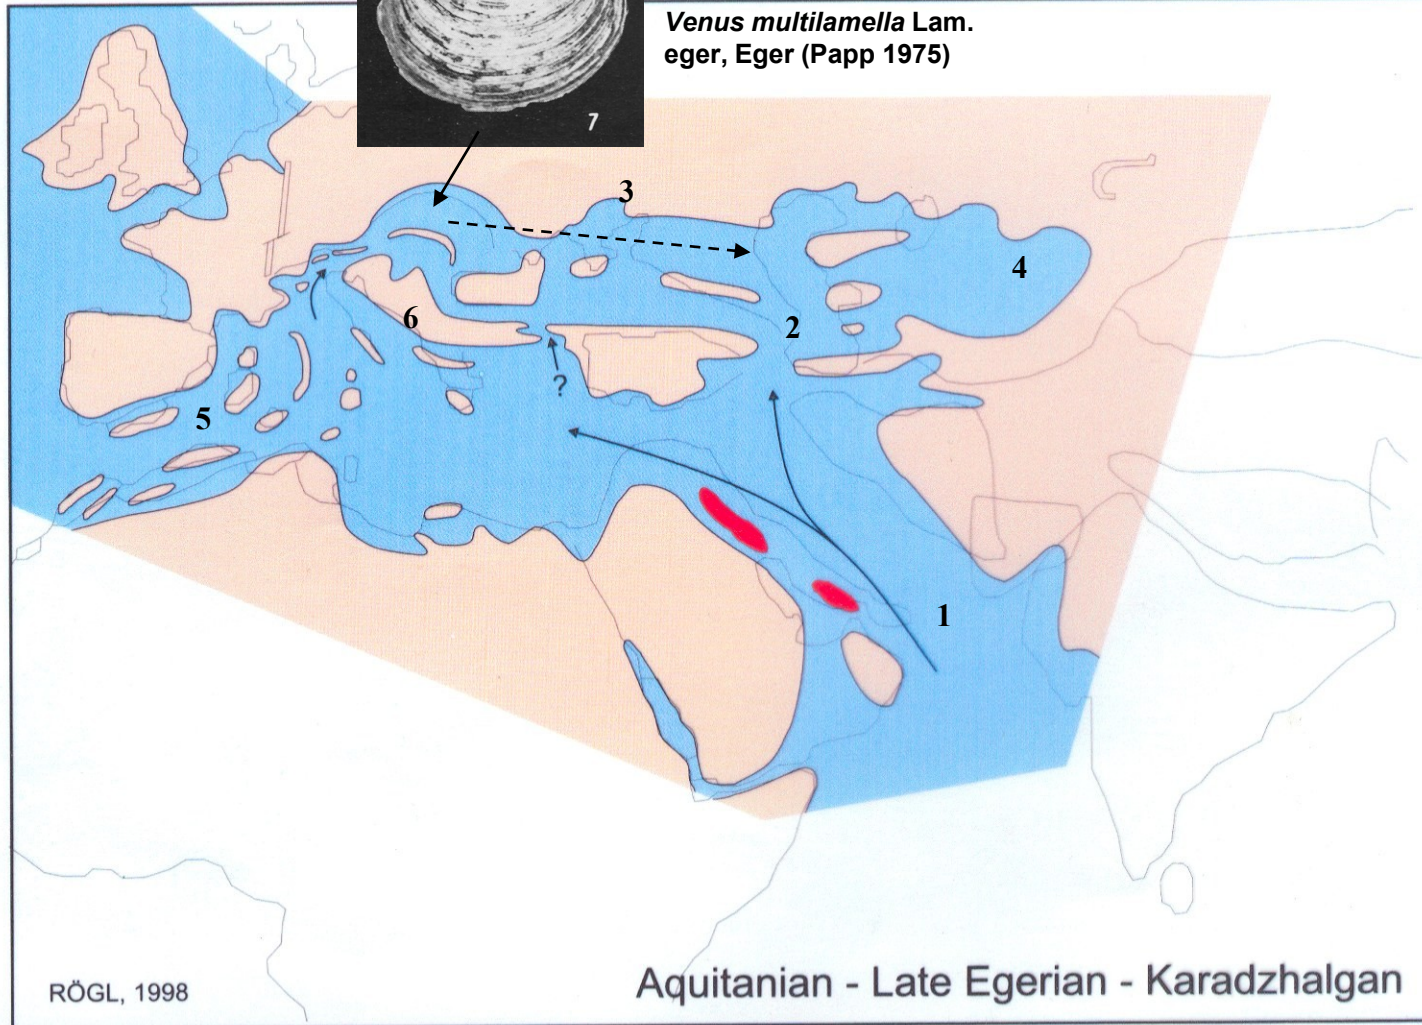 Venus multilamella Lam.
eger, Eger (Papp 1975)
7
3
4
6
2
?
5
1
RÖGL, 1998
Aquitanian - Late Egerian - Karadzhalgan